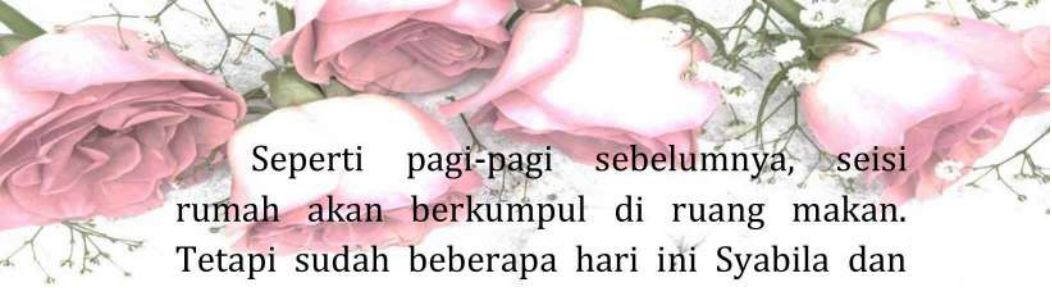 Seperti pagi-pagi sebelumnya, seisi
rumah akan berkumpul di ruang makan.
Tetapi sudah beberapa hari ini Syabila dan